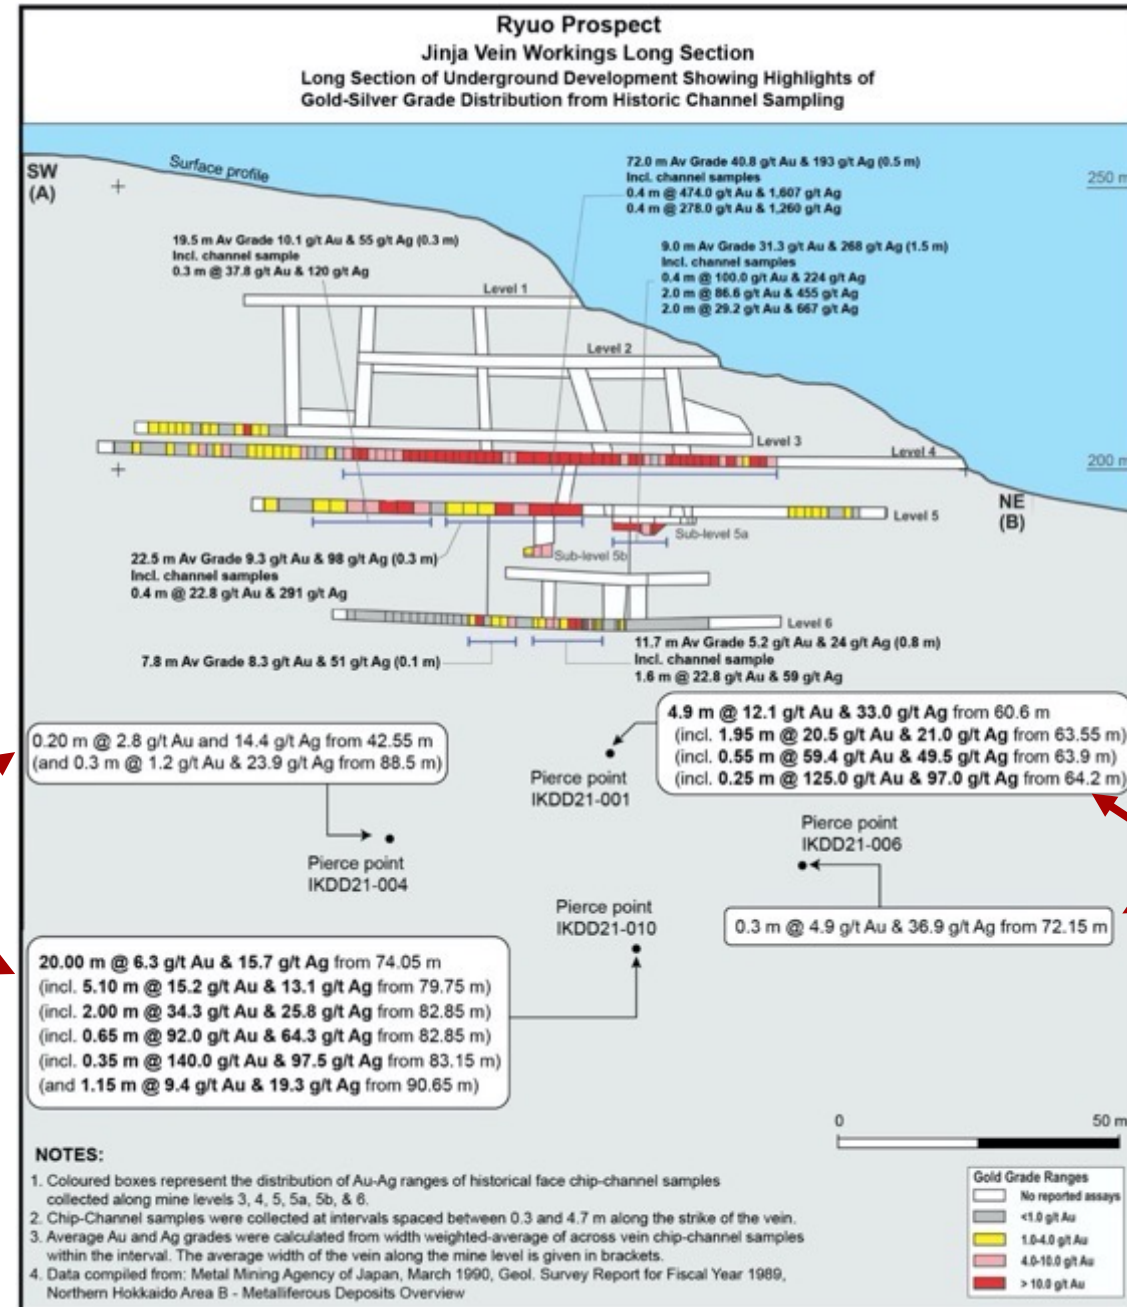 Ryuo Prospect
Jinja Vein Workings Long Section
Long Section of Underground Development Showing Highlights of
Gold-Silver Grade Distribution from Historic Channel Sampling
SW
(A)
Surface profile
72.0 m Av Grade 40.8 g/t Au & 193 g/t Ag (0.5 m)
Incl. channel samples
0.4 m @ 474.0 g/t Au & 1,607 g/t Ag
0.4 m @ 278.0 g/t Au & 1,260 g/t Ag
250 m
19.5 m Av Grade 10.1 g/t Au & 55 g/t Ag (0.3 m)
Incl. channel sample
0.3 m @ 37.8 g/t Au & 120 g/t Ag
9.0 m Av Grade 31.3 g/t Au & 268 g/t Ag (1.5 m)
Incl. channel samples
0.4 m @ 100.0 g/t Au & 224 g/t Ag
2.0 m @ 86.6 g/t Au & 455 g/t Ag
2.0 m @ 29.2 g/t Au & 667 g/t Ag
Level 1
Level 2
Level 3
Level 4
200 m
NE
(B)
Level 5
Sub-level 5a
Sub-level 5b
22.5 m Av Grade 9.3 g/t Au & 98 g/t Ag (0.3 m)
Incl. channel samples
0.4 m @ 22.8 g/t Au & 291 g/t Ag
Level 6
7.8 m Av Grade 8.3 g/t Au & 51 g/t Ag (0.1 m)
11.7 m Av Grade 5.2 g/t Au & 24 g/t Ag (0.8 m)
Incl. channel sample
1.6 m @ 22.8 g/t Au & 59 g/t Ag
4.9 m @ 12.1 g/t Au & 33.0 g/t Ag from 60.6 m
(incl. 1.95 m @ 20.5 g/t Au & 21.0 g/t Ag from 63.55 m)
(incl. 0.55 m @ 59.4 g/t Au & 49.5 g/t Ag from 63.9 m)
(incl. 0.25 m @ 125.0 g/t Au & 97.0 g/t Ag from 64.2 m)
0.20 m @ 2.8 g/t Au and 14.4 g/t Ag from 42.55 m
(and 0.3 m @ 1.2 g/t Au & 23.9 g/t Ag from 88.5 m)
Pierce point
IKDD21-001
Pierce point
IKDD21-006
Pierce point
IKDD21-004
Pierce point
IKDD21-010
0.3 m @ 4.9 g/t Au & 36.9 g/t Ag from 72.15 m
20.00 m @ 6.3 g/t Au & 15.7 g/t Ag from 74.05 m
(incl. 5.10 m @ 15.2 g/t Au & 13.1 g/t Ag from 79.75 m)
(incl. 2.00 m @ 34.3 g/t Au & 25.8 g/t Ag from 82.85 m)
(incl. 0.65 m @ 92.0 g/t Au & 64.3 g/t Ag from 82.85 m)
(incl. 0.35 m @ 140.0 g/t Au & 97.5 g/t Ag from 83.15 m)
(and 1.15 m @ 9.4 g/t Au & 19.3 g/t Ag from 90.65 m)
0 50 m
NOTES:
1. Coloured boxes represent the distribution of Au-Ag ranges of historical face chip-channel samples
collected along mine levels 3, 4, 5, 5a, 5b, & 6.
2. Chip-Channel samples were collected at intervals spaced between 0.3 and 4.7 m along the strike of the vein.
3. Average Au and Ag grades were calculated from width weighted-average of across vein chip-channel samples
within the interval. The average width of the vein along the mine level is given in brackets.
4. Data compiled from: Metal Mining Agency of Japan, March 1990, Geol. Survey Report for Fiscal Year 1989,
Northern Hokkaido Area B - Metalliferous Deposits Overview
Gold Grade Ranges
No reported assays
<1.0 g/t Au
1.0-4.0 g/t Au
4.0-10.0 g/t Au
> 10.0 g/t Au